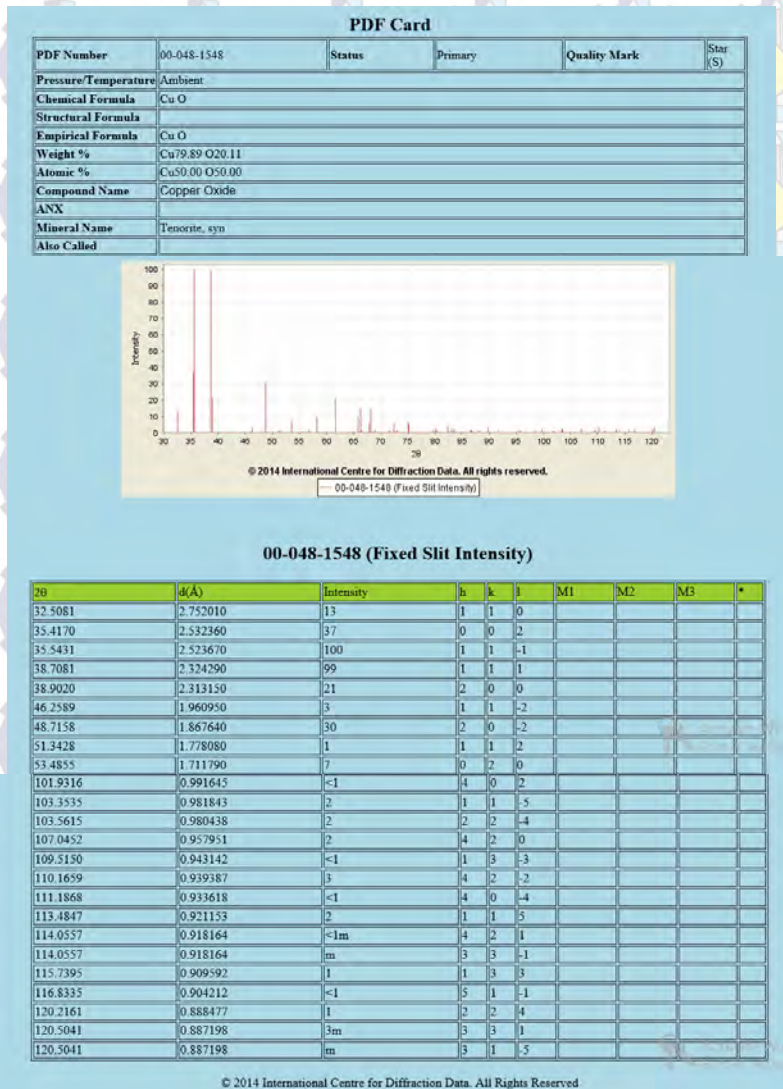 PDF Card
PDF Number 00-048-1548 Status Primary Quality Mark Star (S)
Pressure/Temperature Ambient
Chemical Formula Cu O
Structural Formula
Empirical Formula Cu O
Weight % Cu79.89 O20.11
Atomic % Cu50.00 O50.00
Compound Name Copper Oxide
ANX
Mineral Name Tenorite, syn
Also Called
Intensity
100
90
80
70
60
50
40
30
20
10
0
30 35 40 45 50 55 60 65 70 75 80 85 90 95 100 105 110 115 120
2θ
© 2014 International Centre for Diffraction Data. All rights reserved.
00-048-1548 (Fixed Slit Intensity)
00-048-1548 (Fixed Slit Intensity)
2θ d(Å) Intensity h k l M1 M2 M3 *
32.5081 2.752010 13 1 1 0
35.4170 2.532360 37 0 0 2
35.5431 2.523670 100 1 1 -1
38.7081 2.324290 99 1 1 1
38.9020 2.313150 21 2 0 0
46.2589 1.960950 3 1 1 -2
48.7158 1.867640 30 2 0 -2
51.3428 1.778080 1 1 1 2
53.4855 1.711790 7 0 2 0
101.9316 0.991645 <1 4 0 2
103.3535 0.981843 2 1 1 -5
103.5615 0.980438 2 2 2 -4
107.0452 0.957951 2 4 2 0
109.5150 0.943142 <1 1 3 -3
110.1659 0.939387 3 4 2 -2
111.1868 0.933618 <1 4 0 -4
113.4847 0.921153 2 1 1 5
114.0557 0.918164 <1m 4 2 1
114.0557 0.918164 m 3 3 -1
115.7395 0.909592 1 1 3 3
116.8335 0.904212 <1 5 1 -1
120.2161 0.888477 1 2 2 4
120.5041 0.887198 3m 3 3 1
120.5041 0.887198 m 3 1 -5
© 2014 International Centre for Diffraction Data. All Rights Reserved